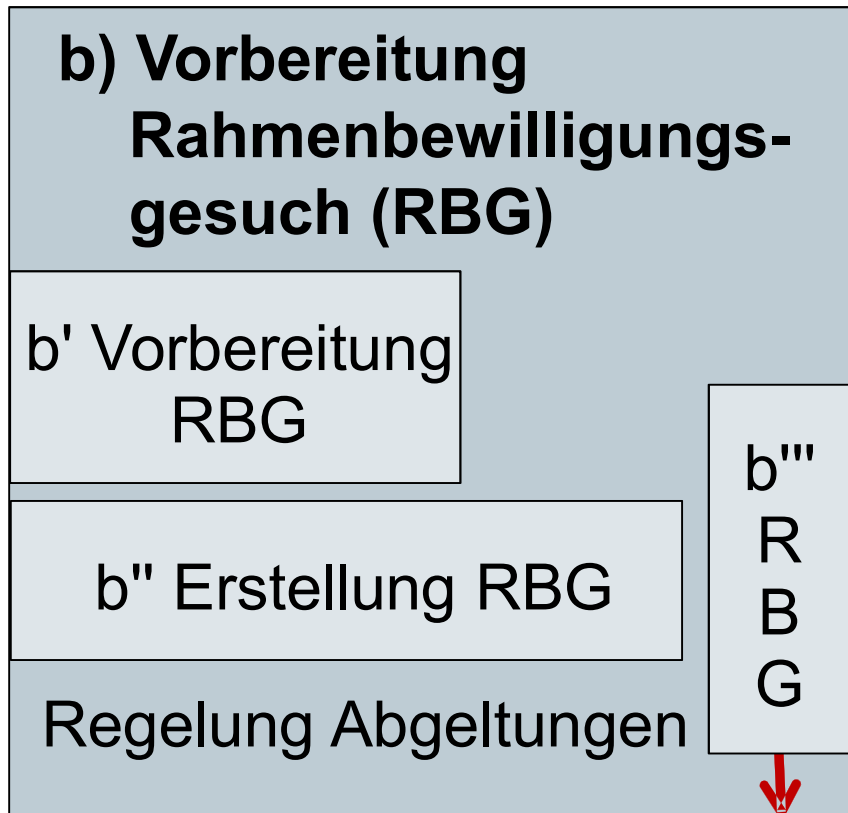 b) Vorbereitung
Rahmenbewilligungs-
gesuch (RBG)
b' Vorbereitung
RBG
b'' Erstellung RBG
b'''
R
B
G
Regelung Abgeltungen